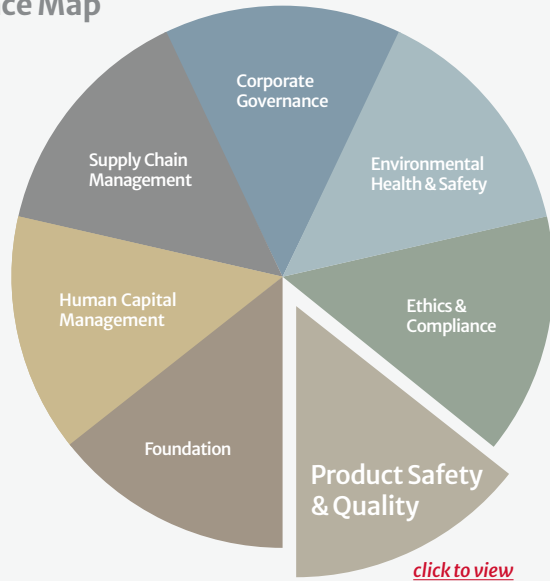 ce Map
Corporate
Governance
Supply Chain
Management
Environmental
Health & Safety
Human Capital
Management
Ethics &
Compliance
Foundation
Product Safety
& Quality
click to view